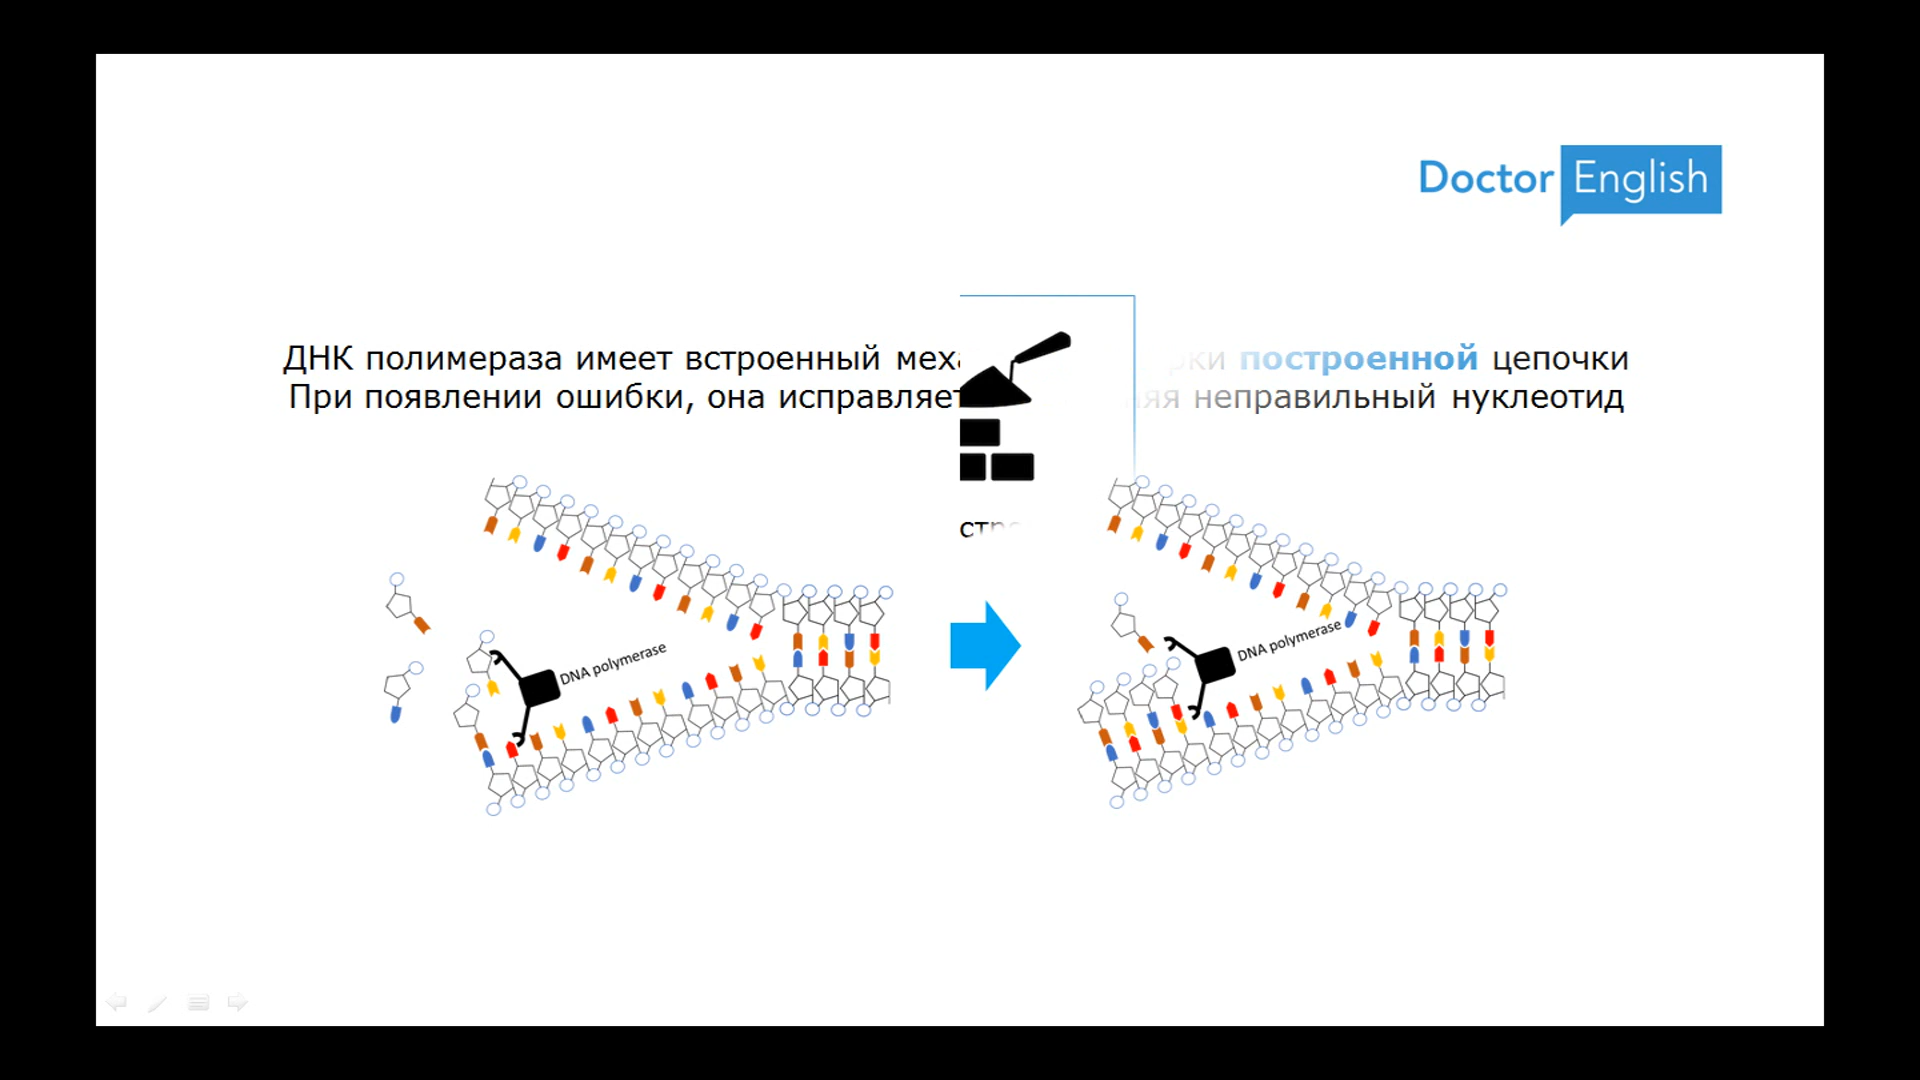 Doctor English
ДНК полимераза имеет встроенный построенной цепочки
При появлении ошибки, она исправляет неправильный нуклеотид
DNA polymerase
DNA polymerase